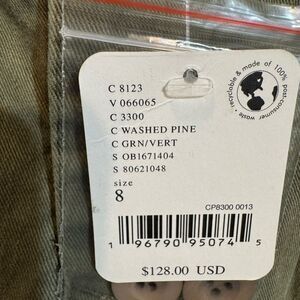 recyclable & made of 100% post-consumer waste
C 8123
V 066065
C 3300
C WASHED PINE
C GRN/VERT
S OB1671404
S 80621048
size
8
CP8300 0013
1 96790 95074 5
$128.00 USD